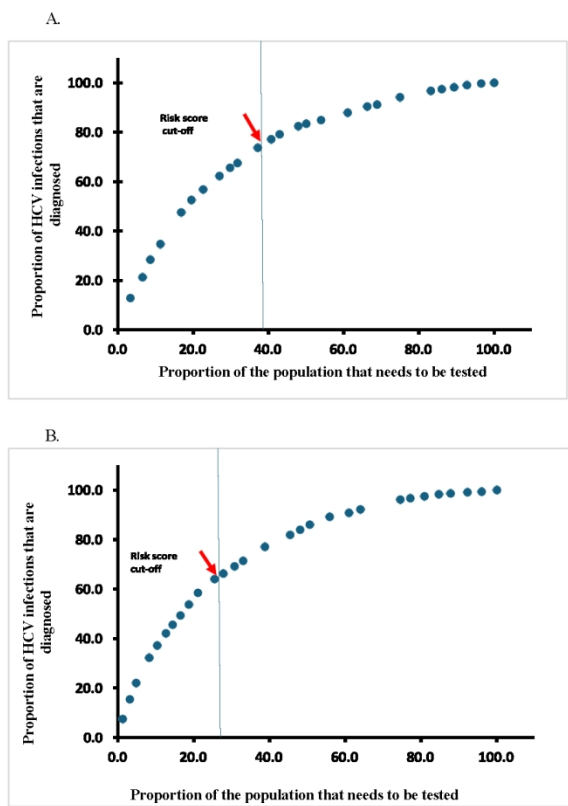 A.
100.0
80.0
60.0
40.0
20.0
0.0
Proportion of HCV infections that are
diagnosed
Risk score
cut-off
0.0 20.0 40.0 60.0 80.0 100.0
Proportion of the population that needs to be tested
B.
100.0
80.0
60.0
40.0
20.0
0.0
Proportion of HCV infections that are
diagnosed
Risk score
cut-off
0.0 20.0 40.0 60.0 80.0 100.0
Proportion of the population that needs to be tested